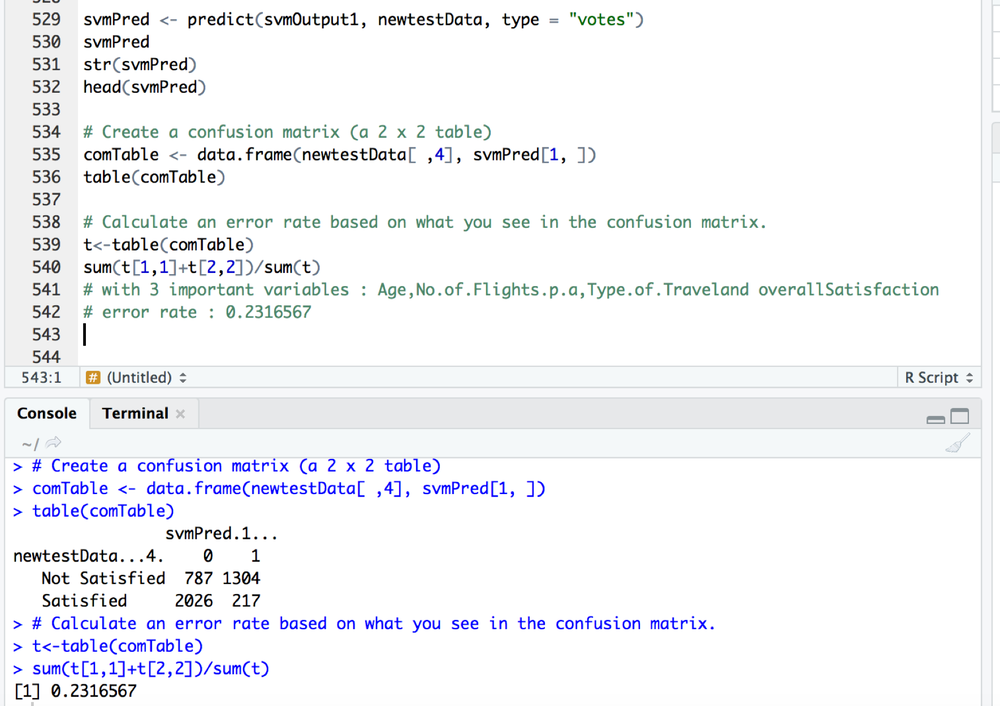 529 svmPred <- predict(svmOutput1, newtestData, type = "votes")
530 svmPred
531 str(svmPred)
532 head(svmPred)
533
534 # Create a confusion matrix (a 2 x 2 table)
535 comTable <- data.frame(newtestData[ ,4], svmPred[1, ])
536 table(comTable)
537
538 # Calculate an error rate based on what you see in the confusion matrix.
539 t<-table(comTable)
540 sum(t[1,1]+t[2,2])/sum(t)
541 # with 3 important variables : Age,No.of.Flights.p.a,Type.of.Traveland overallSatisfaction
542 # error rate : 0.2316567
543
544
543:1 # (Untitled) R Script
Console Terminal
~/
> # Create a confusion matrix (a 2 x 2 table)
> comTable <- data.frame(newtestData[ ,4], svmPred[1, ])
> table(comTable)
svmPred.1...
newtestData...4. 0 1
Not Satisfied 787 1304
Satisfied 2026 217
> # Calculate an error rate based on what you see in the confusion matrix.
> t<-table(comTable)
> sum(t[1,1]+t[2,2])/sum(t)
[1] 0.2316567